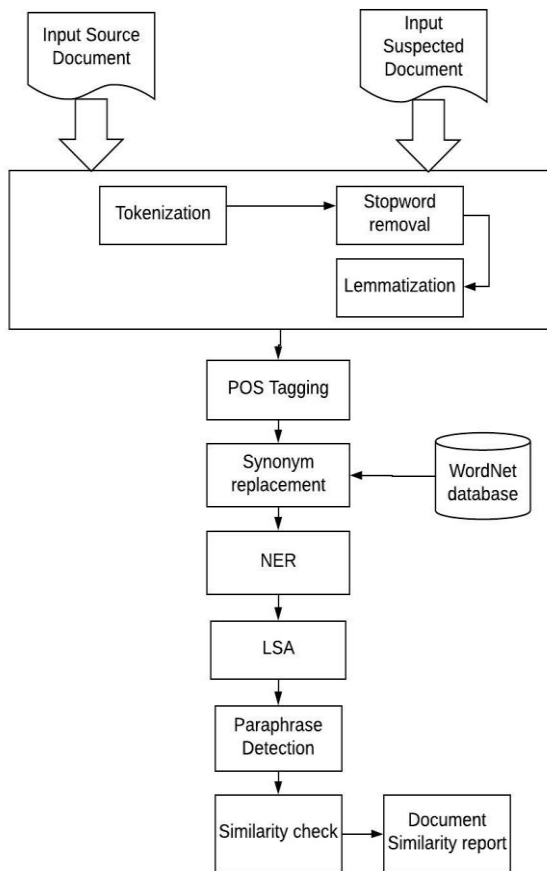 Input Source
Document
Input
Suspected
Document
Tokenization
Stopword
removal
Lemmatization
POS Tagging
Synonym
replacement
WordNet
database
NER
LSA
Paraphrase
Detection
Similarity check
Document
Similarity report